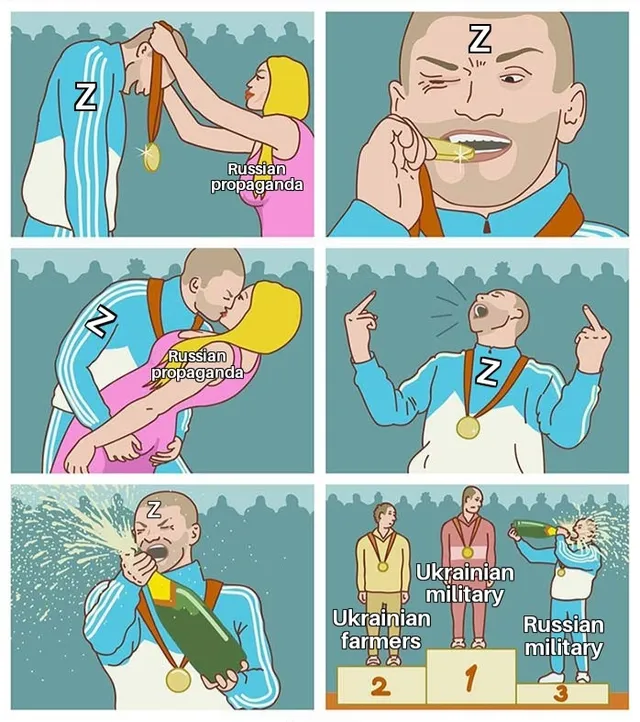 Z
Russian
propaganda
Z
Z
Russian
propaganda
Z
Z
Ukrainian
military
Ukrainian
farmers
Russian
military
2
1
3